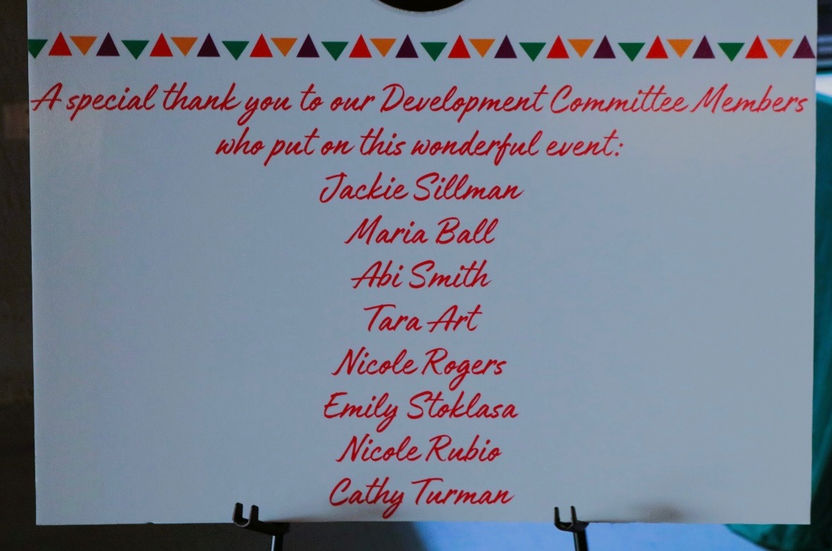 A special thank you to our Development Committee Members
who put on this wonderful event:
Jackie Sillman
Maria Ball
Abi Smith
Tara Art
Nicole Rogers
Emily Stoklasa
Nicole Rubio
Cathy Turman